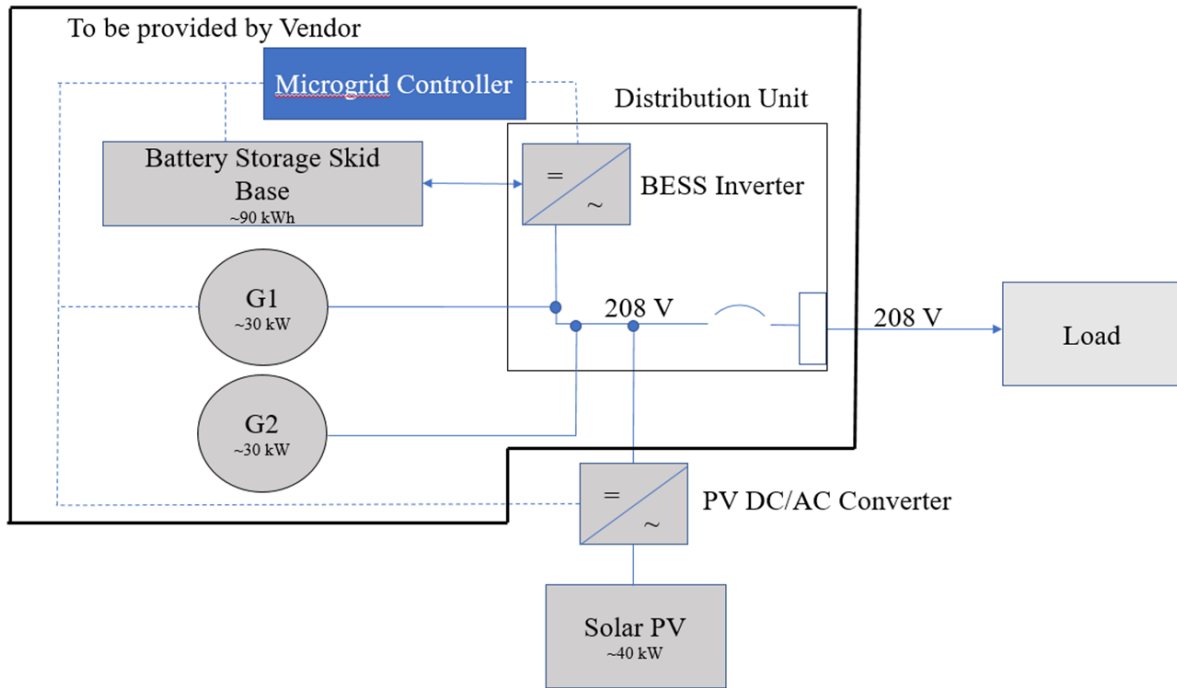 To be provided by Vendor
Microgrid Controller
Distribution Unit
Battery Storage Skid
Base
~90 kWh
=
~
BESS Inverter
G1
~30 kW
208 V
208 V
Load
G2
~30 kW
=
~
PV DC/AC Converter
Solar PV
~40 kW